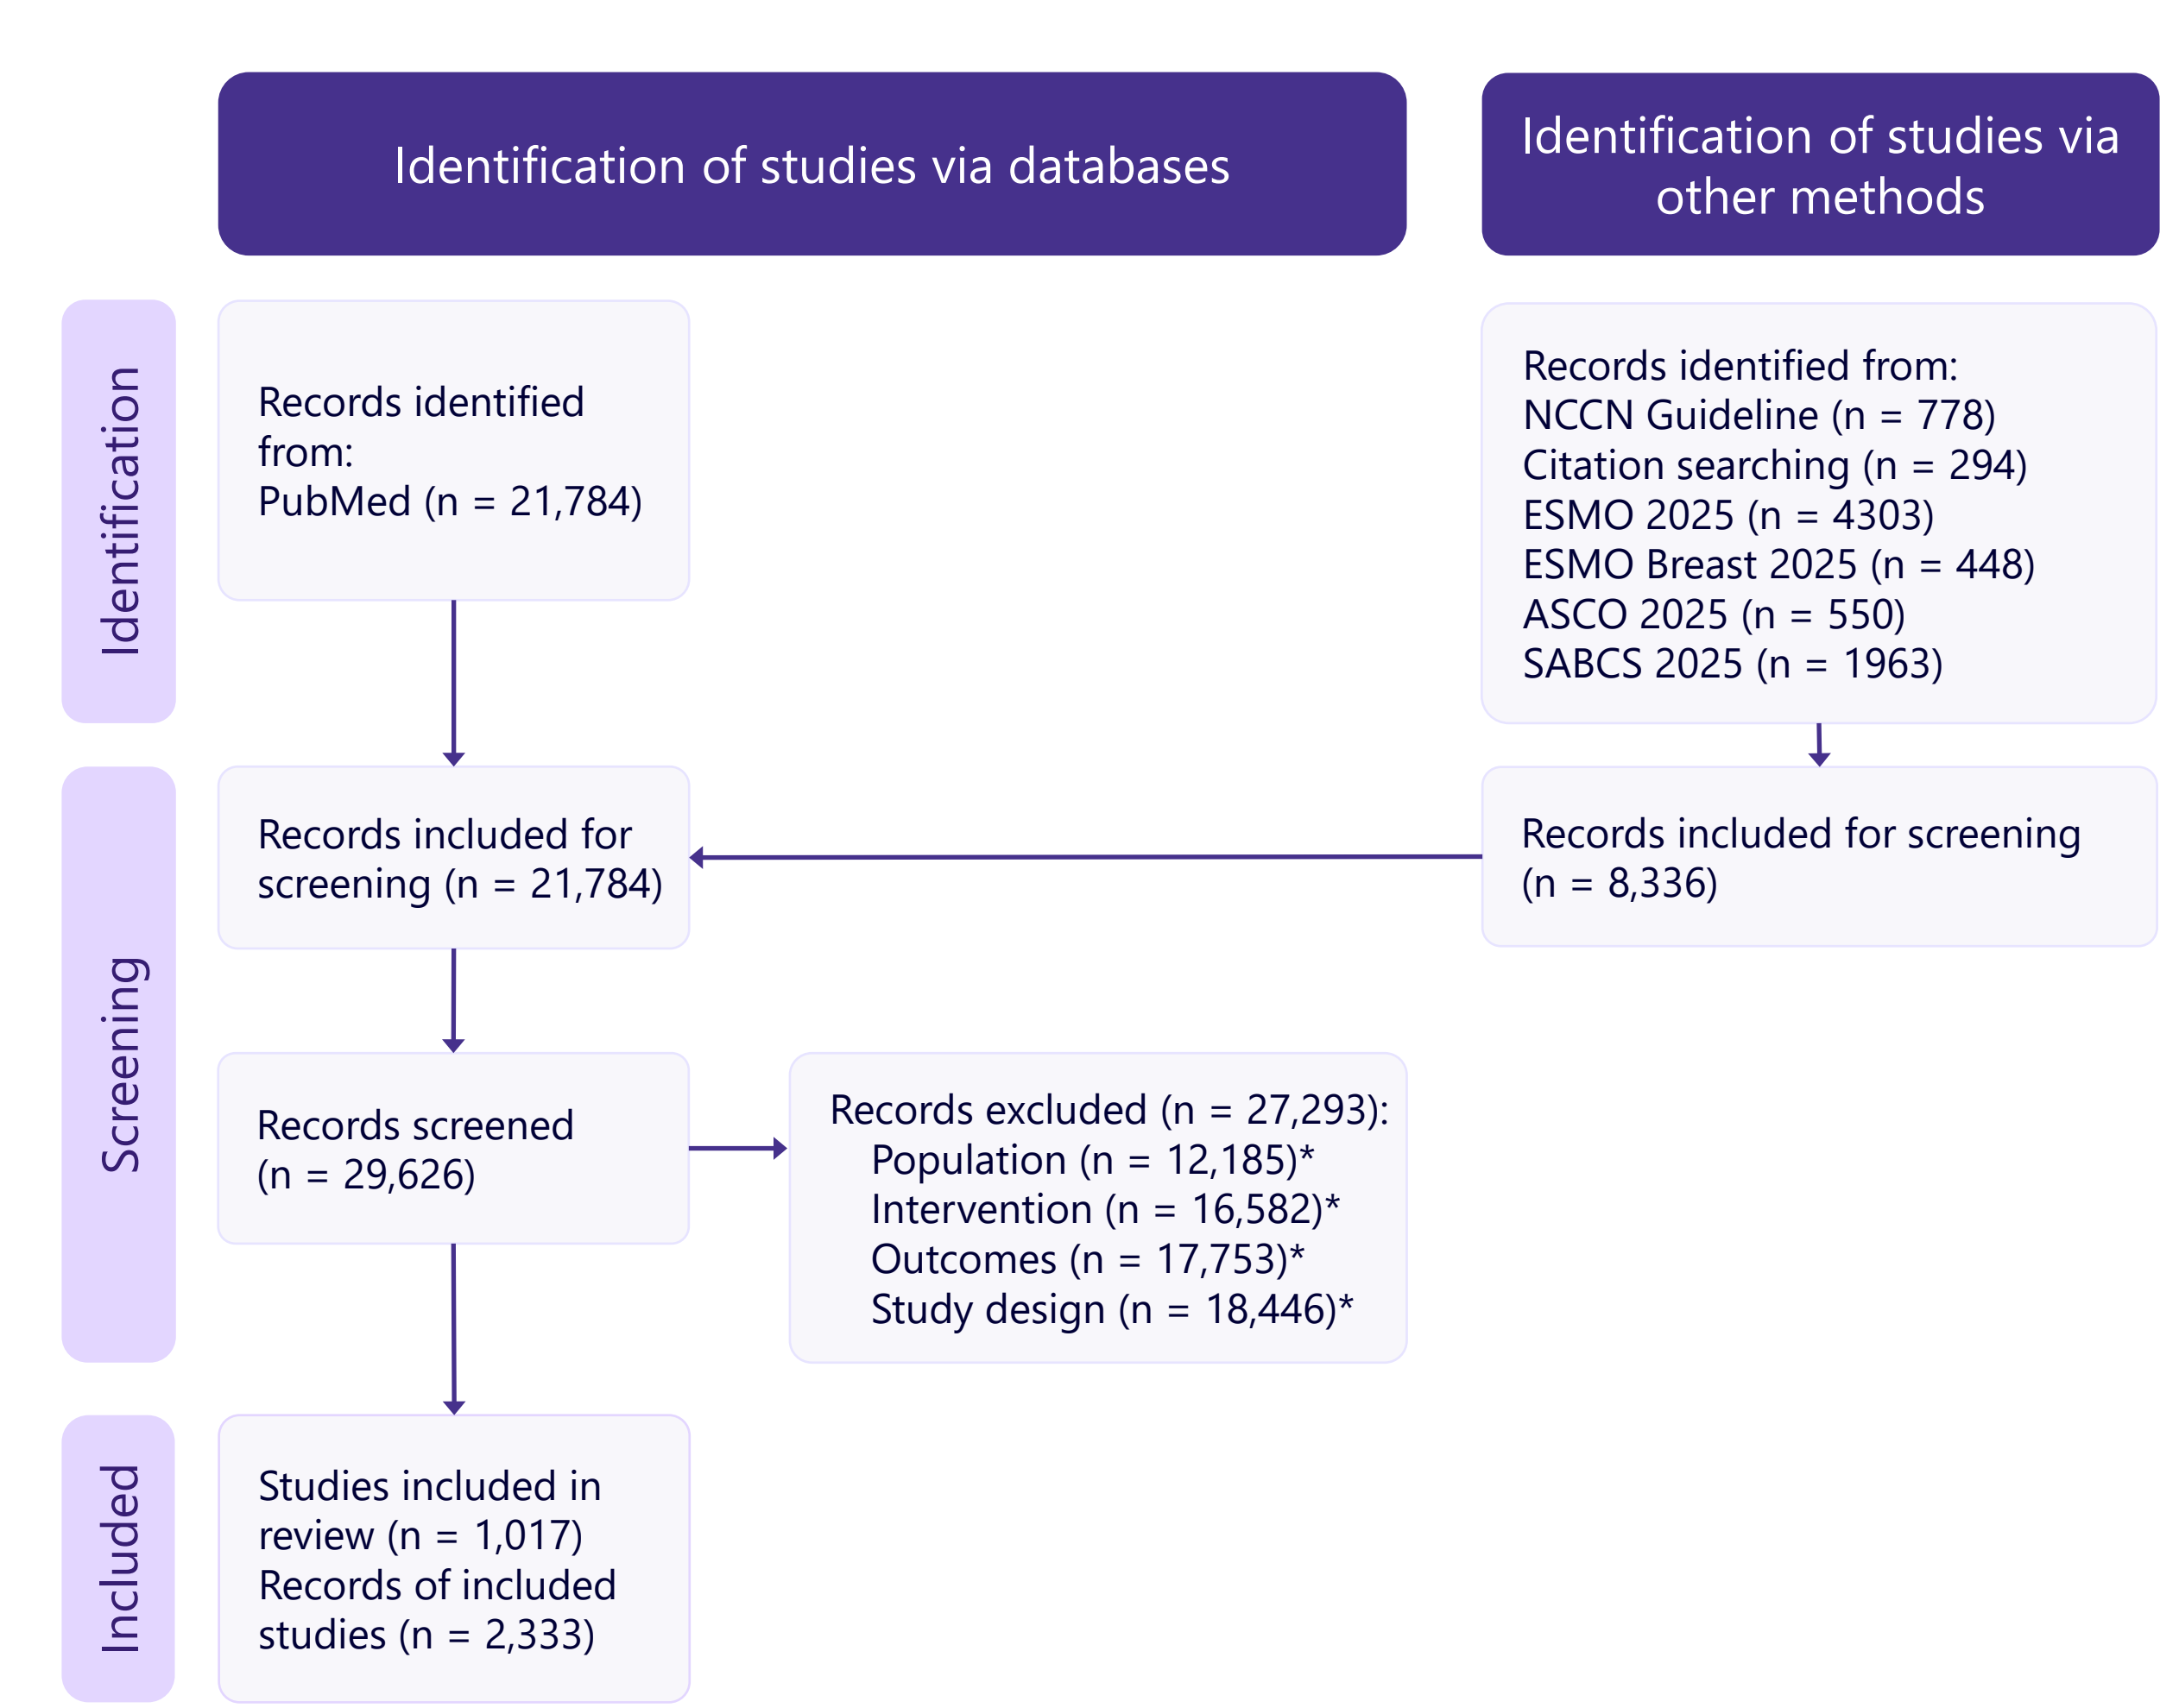 Identification of studies via databases
Identification of studies via
other methods
Identification
Records identified
from:
PubMed (n = 21,784)
Records identified from:
NCCN Guideline (n = 778)
Citation searching (n = 294)
ESMO 2025 (n = 4303)
ESMO Breast 2025 (n = 448)
ASCO 2025 (n = 550)
SABCS 2025 (n = 1963)
Screening
Records included for
screening (n = 21,784)
Records included for screening
(n = 8,336)
Records screened
(n = 29,626)
Records excluded (n = 27,293):
Population (n = 12,185)*
Intervention (n = 16,582)*
Outcomes (n = 17,753)*
Study design (n = 18,446)*
Included
Studies included in
review (n = 1,017)
Records of included
studies (n = 2,333)